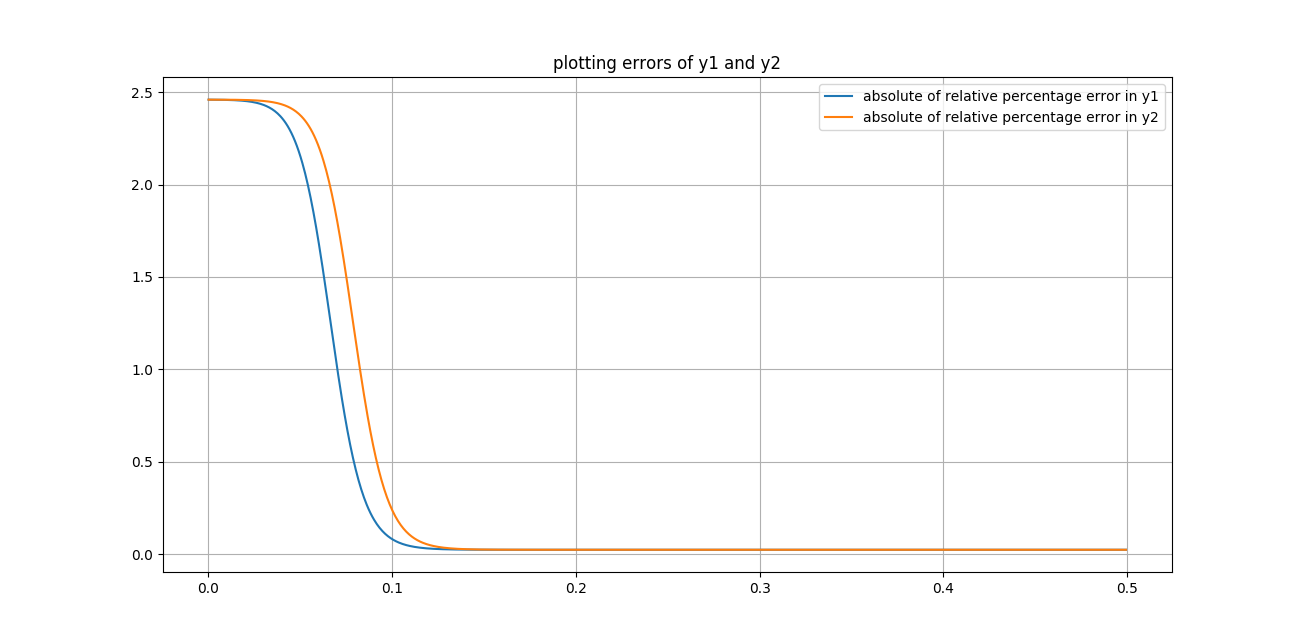 plotting errors of y1 and y2
absolute of relative percentage error in y1
absolute of relative percentage error in y2
2.5
2.0
1.5
1.0
0.5
0.0
0.0 0.1 0.2 0.3 0.4 0.5